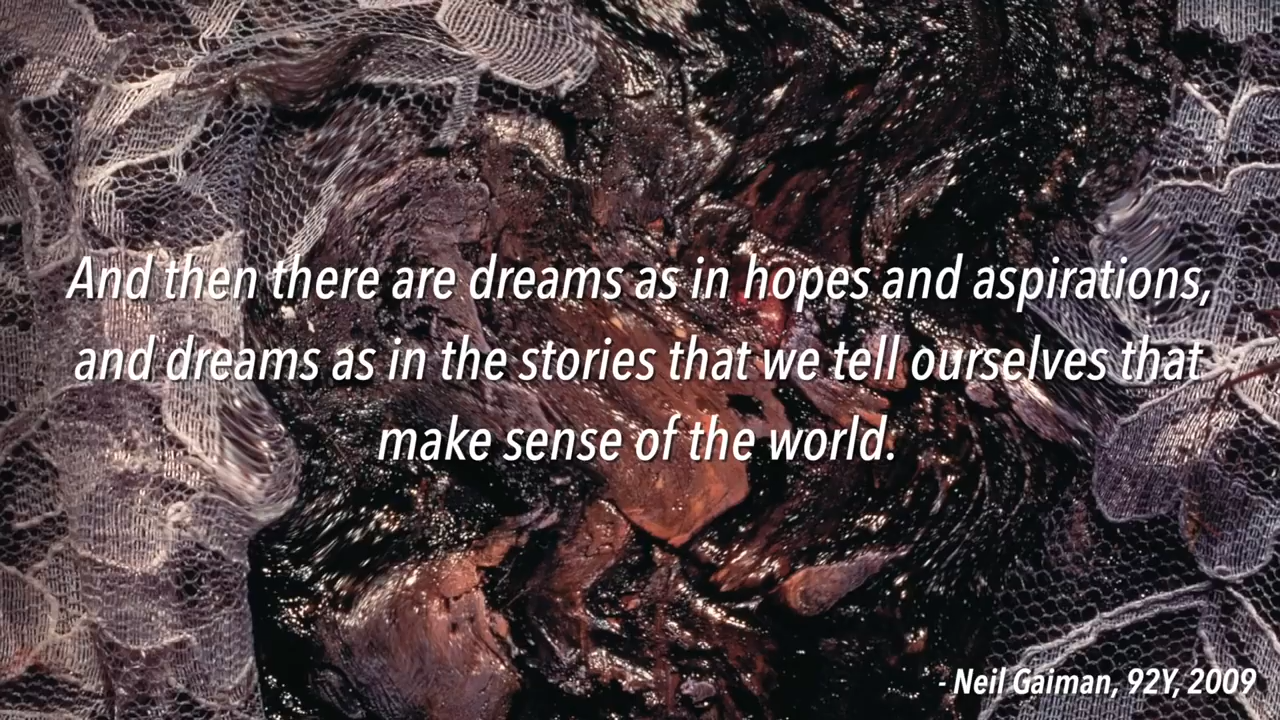 And then there are dreams as in hopes and aspirations,
and dreams as in the stories that we tell ourselves that
make sense of the world.
- Neil Gaiman, 92Y, 2009